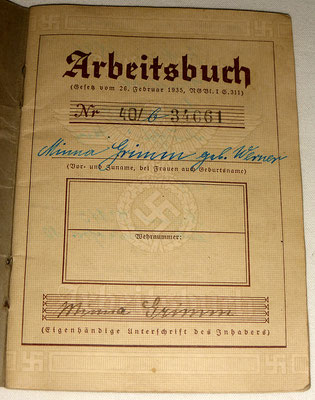 Arbeitsbuch
(Gesetz vom 26. Februar 1935, RGBl. I S. 311)
Nr 40/6 34661
Minna Grimm geb. Werner
(Vor- und Zuname, bei Frauen auch Geburtsname)
Wehrnummer:
Minna Grimm
(Eigenhändige Unterschrift des Inhabers)